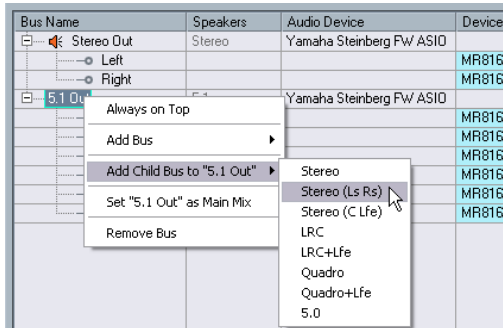 Bus Name Speakers Audio Device Device
Stereo Out Stereo Yamaha Steinberg FW ASIO
Left MR816
Right MR816
5.1 Out 5.1 Yamaha Steinberg FW ASIO
Always on Top MR816
Add Bus MR816
MR816
Add Child Bus to "5.1 Out" Stereo MR816
Stereo (Ls Rs) MR816
Set "5.1 Out" as Main Mix Stereo (C Lfe) MR816
Remove Bus LRC
LRC+Lfe
Quadro
Quadro+Lfe
5.0